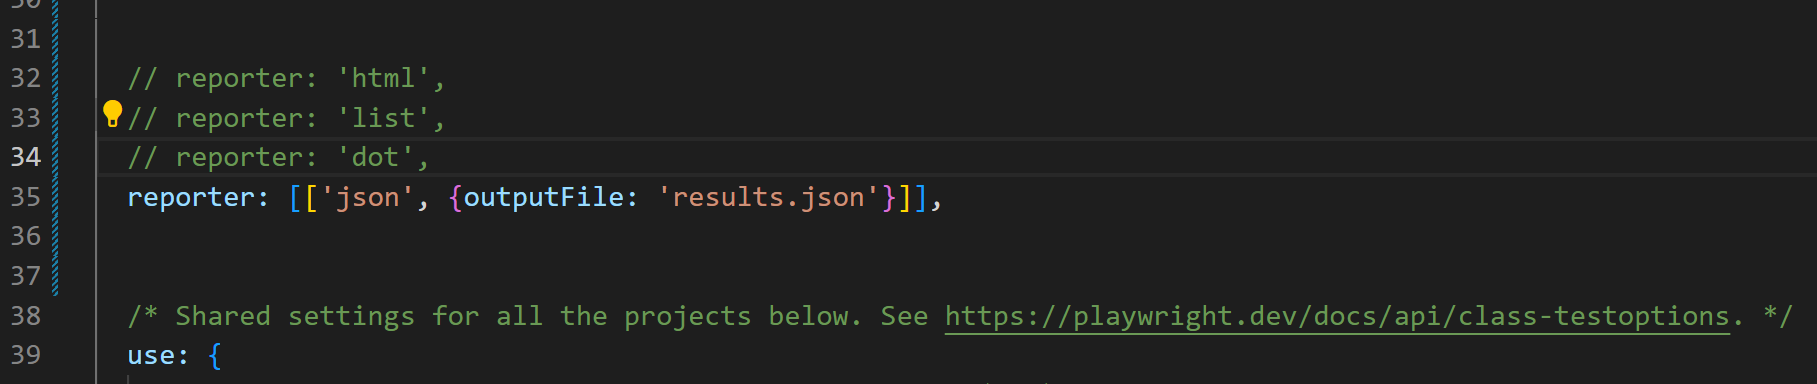 31
32 // reporter: 'html',
33 // reporter: 'list',
34 // reporter: 'dot',
35 reporter: [['json', {outputFile: 'results.json'}]],
36
37
38 /* Shared settings for all the projects below. See https://playwright.dev/docs/api/class-testoptions. */
39 use: {